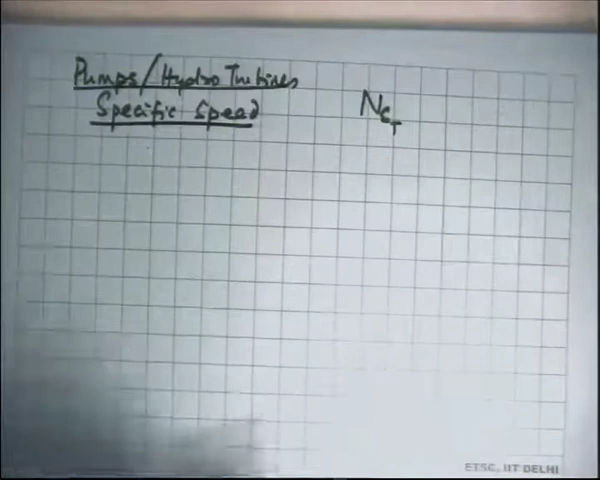 Pumps/Hydro Turbines
Specific Speed
N_ST
ETSC, IIT DELHI